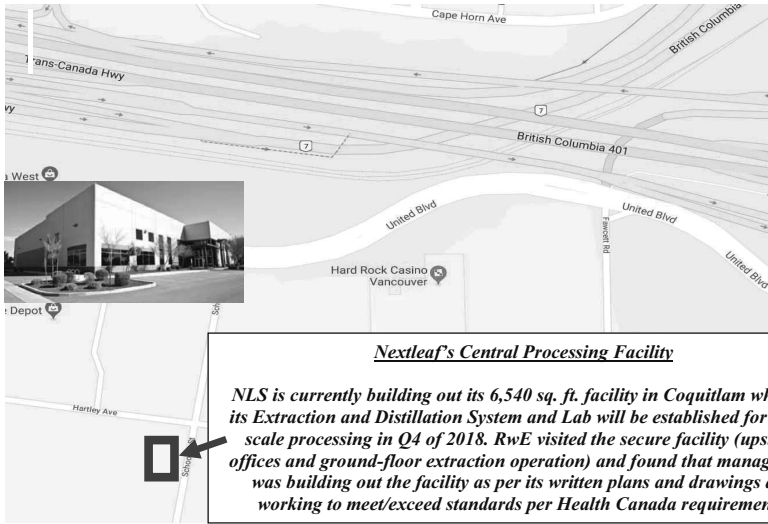 Cape Horn Ave
British Columbia
Trans-Canada Hwy
7
7
British Columbia 401
West
United Blvd
United Blvd
Fawcett Rd
United Blvd
Hard Rock Casino
Vancouver
Depot
Hartley Ave
Nextleaf's Central Processing Facility
NLS is currently building out its 6,540 sq. ft. facility in Coquitlam
its Extraction and Distillation System and Lab will be established for
scale processing in Q4 of 2018. RwE visited the secure facility
offices and ground-floor extraction operation) and found that
was building out the facility as per its written plans and drawings
working to meet/exceed standards per Health Canada